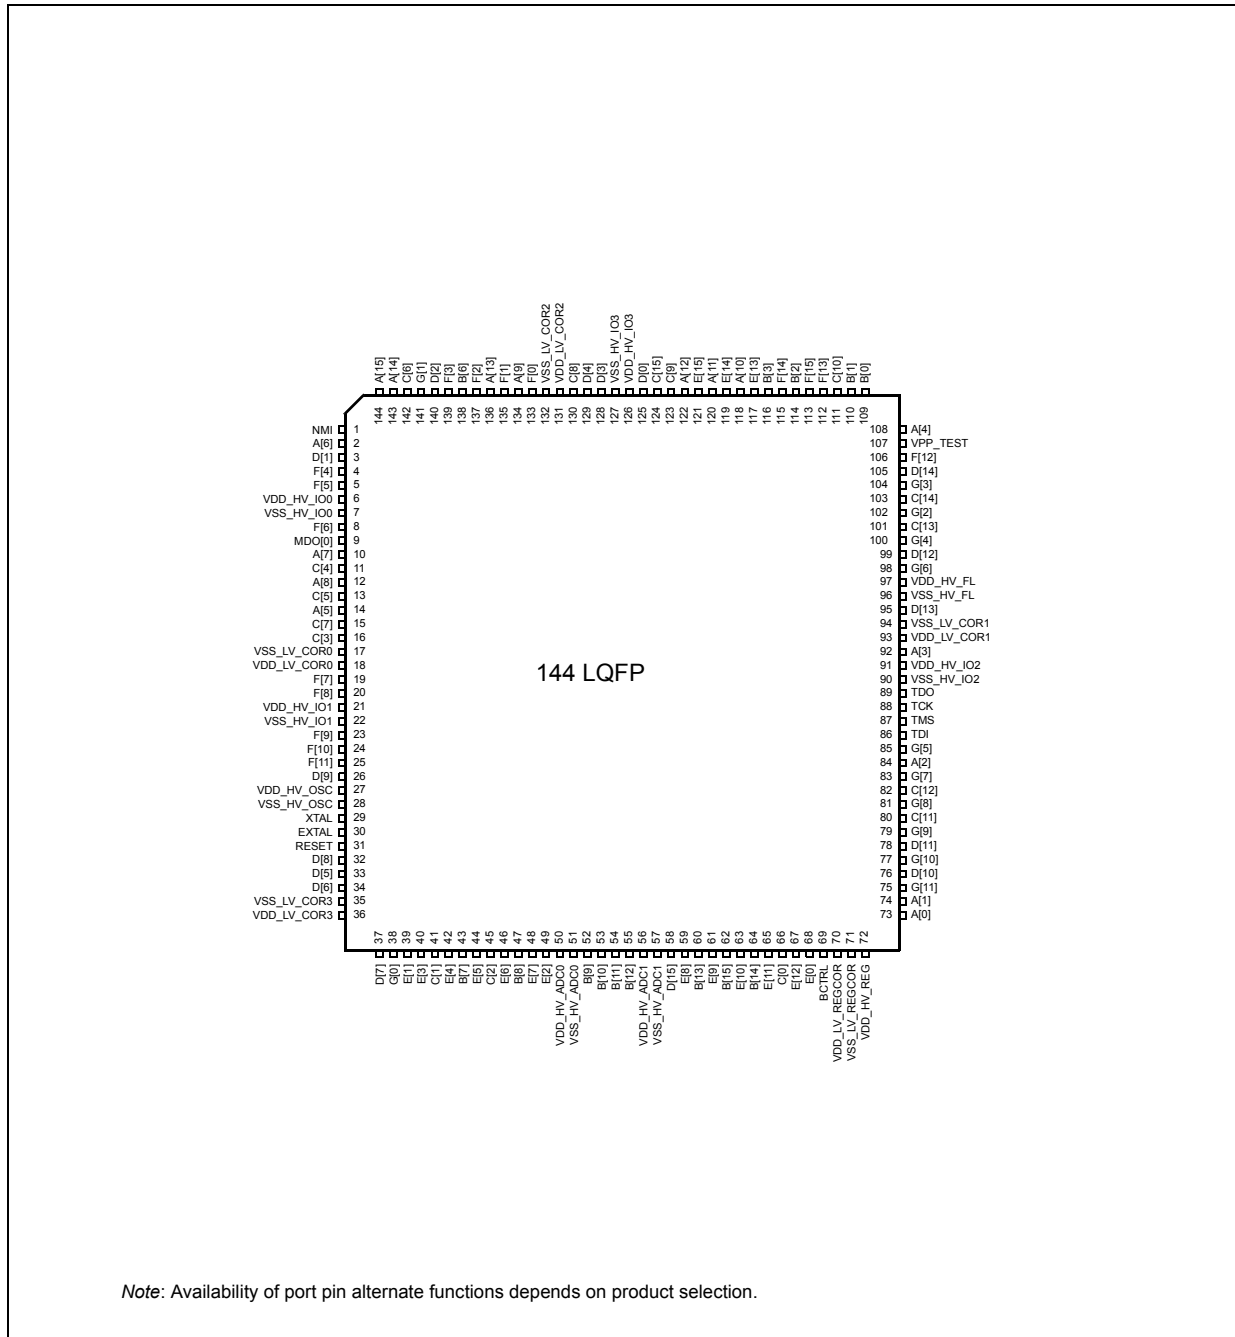 A[15] A[14] C[6] G[1] D[2] F[3] B[6] F[2] A[13] F[1] A[9] F[0] VSS_LV_COR2 VDD_LV_COR2 C[8] D[4] D[3] VSS_HV_IO3 VDD_HV_IO3 D[0] C[15] C[9] A[12] E[15] A[11] E[14] A[10] E[13] B[3] F[14] B[2] F[15] F[13] C[10] B[1] B[0]
144 143 142 141 140 139 138 137 136 135 134 133 132 131 130 129 128 127 126 125 124 123 122 121 120 119 118 117 116 115 114 113 112 111 110 109
NMI 1
A[6] 2
D[1] 3
F[4] 4
F[5] 5
VDD_HV_IO0 6
VSS_HV_IO0 7
F[6] 8
MDO[0] 9
A[7] 10
C[4] 11
A[8] 12
C[5] 13
A[5] 14
C[7] 15
C[3] 16
VSS_LV_COR0 17
VDD_LV_COR0 18
F[7] 19
F[8] 20
VDD_HV_IO1 21
VSS_HV_IO1 22
F[9] 23
F[10] 24
F[11] 25
D[9] 26
VDD_HV_OSC 27
VSS_HV_OSC 28
XTAL 29
EXTAL 30
RESET 31
D[8] 32
D[5] 33
D[6] 34
VSS_LV_COR3 35
VDD_LV_COR3 36
144 LQFP
108 A[4]
107 VPP_TEST
106 F[12]
105 D[14]
104 G[3]
103 C[14]
102 G[2]
101 C[13]
100 G[4]
99 D[12]
98 G[6]
97 VDD_HV_FL
96 VSS_HV_FL
95 D[13]
94 VSS_LV_COR1
93 VDD_LV_COR1
92 A[3]
91 VDD_HV_IO2
90 VSS_HV_IO2
89 TDO
88 TCK
87 TMS
86 TDI
85 G[5]
84 A[2]
83 G[7]
82 C[12]
81 G[8]
80 C[11]
79 G[9]
78 D[11]
77 G[10]
76 D[10]
75 G[11]
74 A[1]
73 A[0]
37 38 39 40 41 42 43 44 45 46 47 48 49 50 51 52 53 54 55 56 57 58 59 60 61 62 63 64 65 66 67 68 69 70 71 72
D[7] G[0] E[1] E[3] C[1] E[4] B[7] E[5] C[2] E[6] B[8] E[7] E[2] VDD_HV_ADC0 VSS_HV_ADC0 B[9] B[10] B[11] B[12] VDD_HV_ADC1 VSS_HV_ADC1 D[15] E[8] B[13] E[9] B[15] E[10] B[14] E[11] C[0] E[12] E[0] BCTRL VDD_LV_REGCOR VSS_LV_REGCOR VDD_HV_REG
Note: Availability of port pin alternate functions depends on product selection.